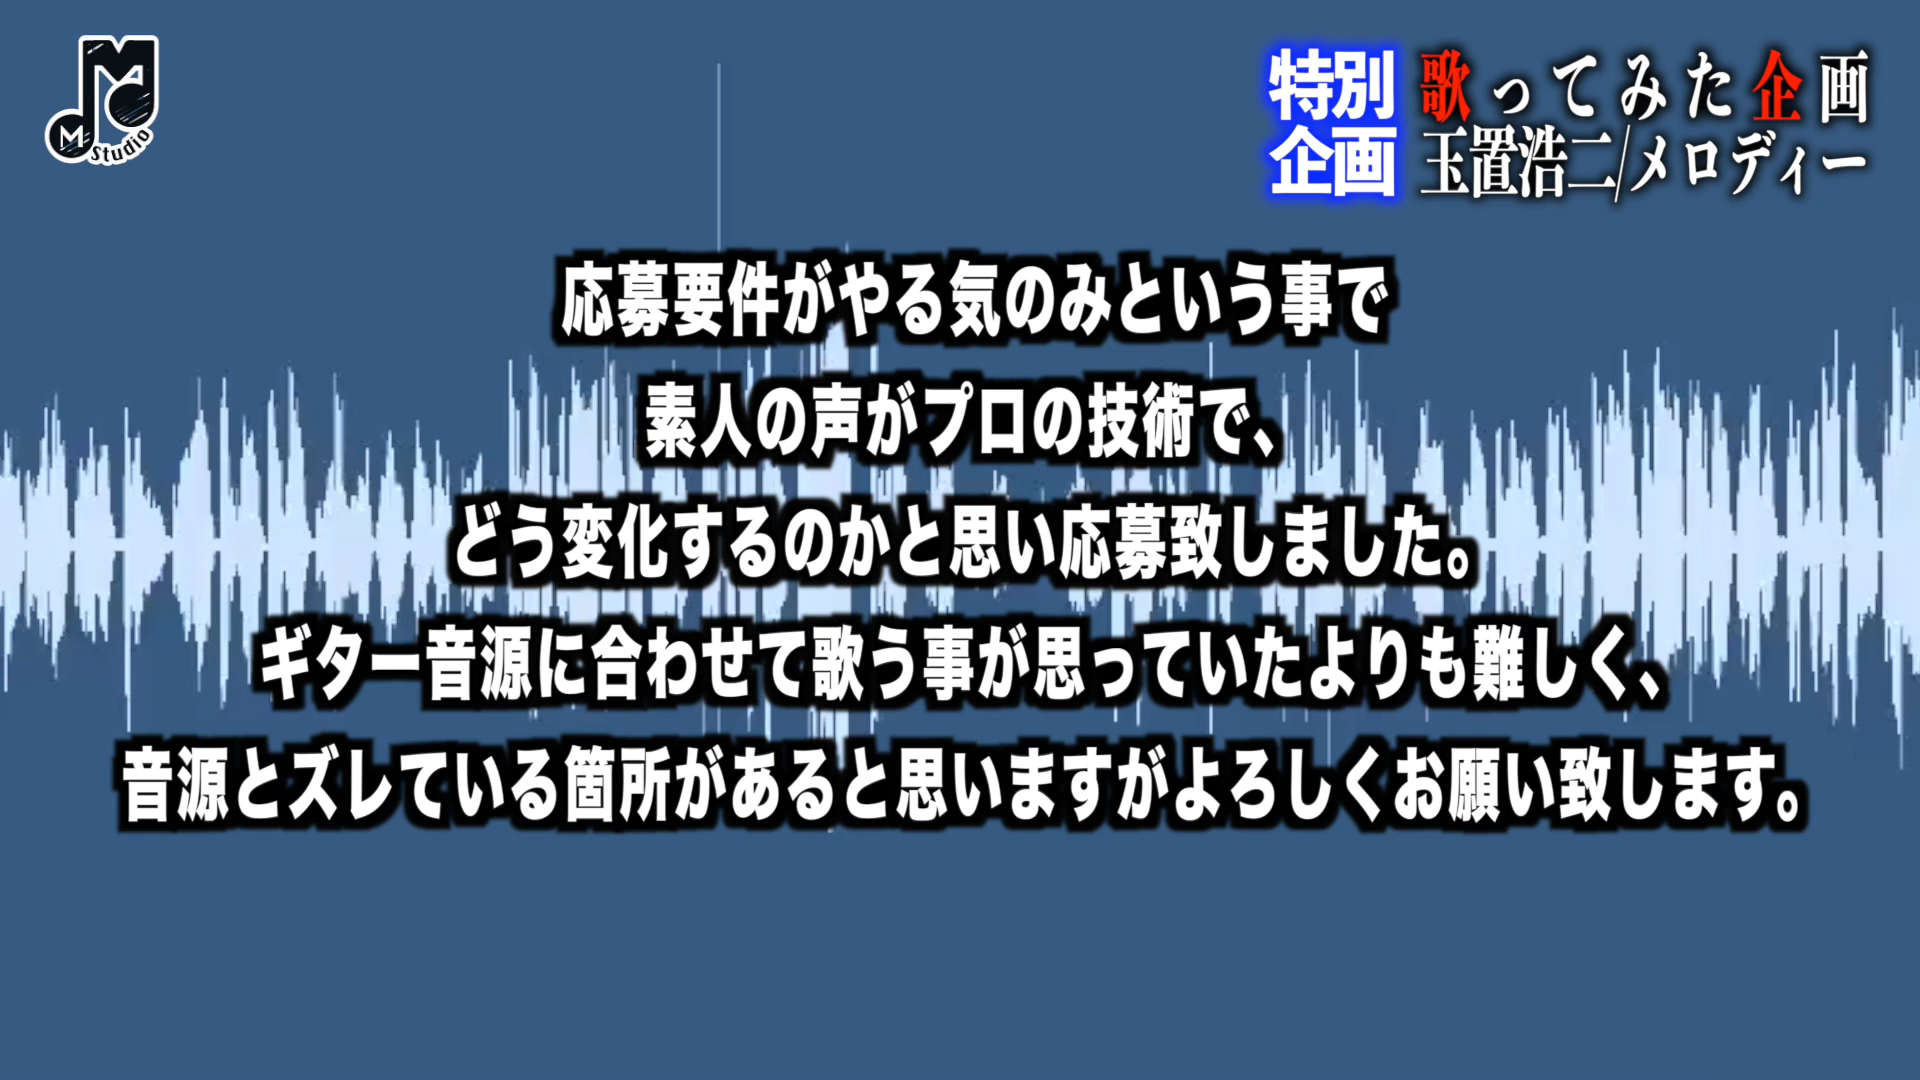 MC
M Studio
特別企画
歌ってみた企画
玉置浩二/メロディー
応募要件がやる気のみという事で
素人の声がプロの技術で、
どう変化するのかと思い応募致しました。
ギター音源に合わせて歌う事が思っていたよりも難しく、
音源とズレている箇所があると思いますがよろしくお願い致します。